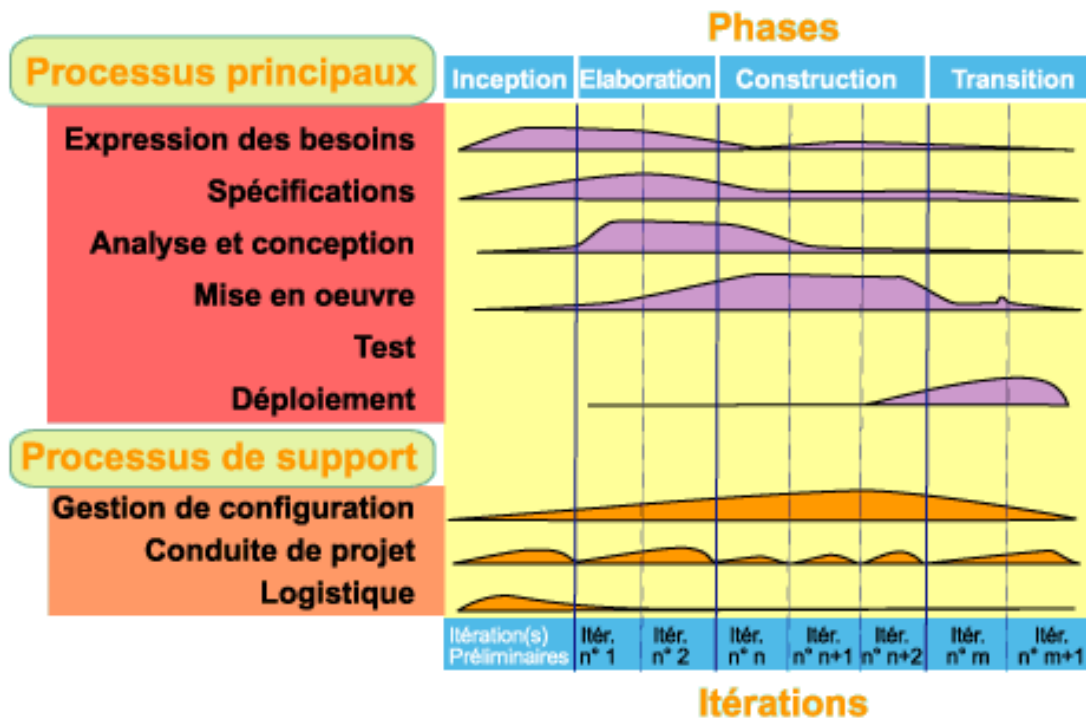 Phases
Processus principaux
Inception Elaboration Construction Transition
Expression des besoins
Spécifications
Analyse et conception
Mise en oeuvre
Test
Déploiement
Processus de support
Gestion de configuration
Conduite de projet
Logistique
Itération(s) Itér. Itér. Itér. Itér. Itér. Itér. Itér.
Préliminaires n° 1 n° 2 n° n n° n+1 n° n+2 n° m n° m+1
Itérations